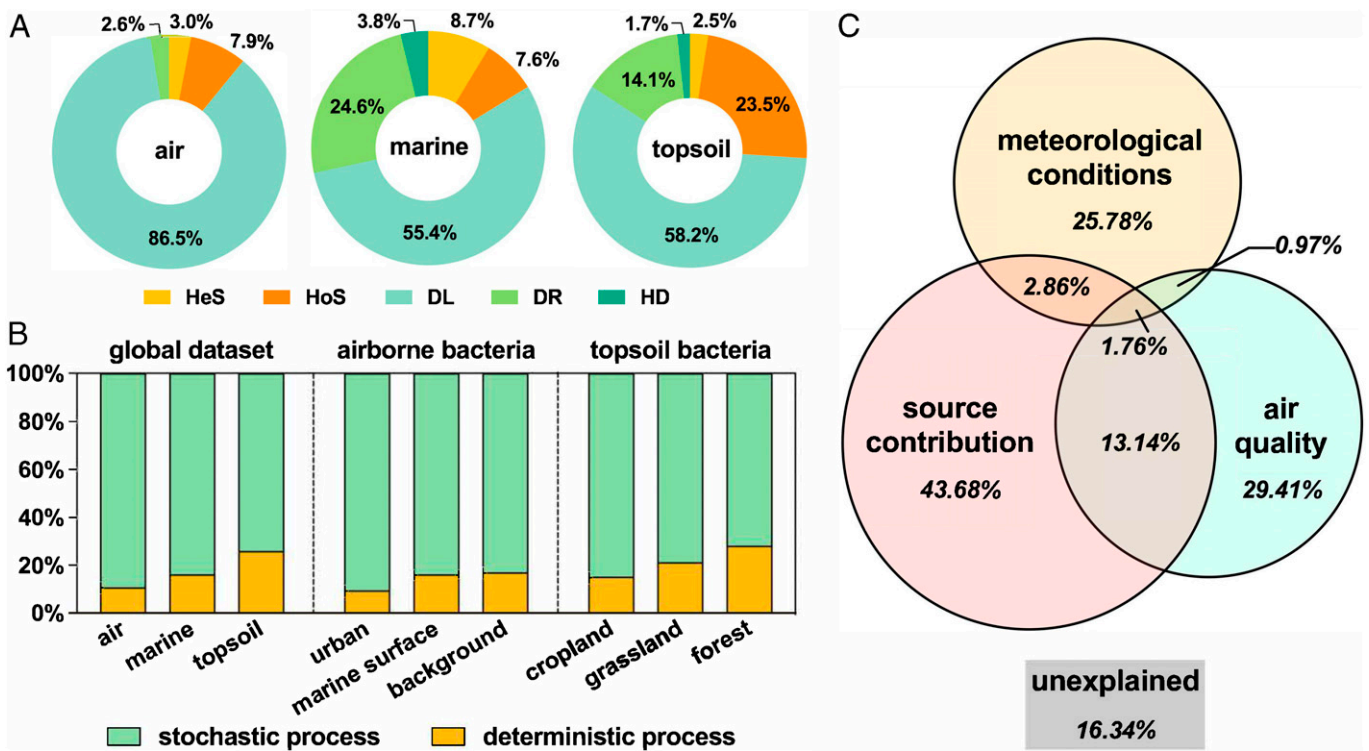 A
2.6%
3.0%
7.9%
air
86.5%
3.8%
8.7%
7.6%
24.6%
marine
55.4%
1.7%
2.5%
14.1%
23.5%
topsoil
58.2%
HeS HoS DL DR HD
B
global dataset airborne bacteria topsoil bacteria
100%
80%
60%
40%
20%
0%
air
marine
topsoil
urban
marine surface
background
cropland
grassland
forest
stochastic process deterministic process
C
meteorological
conditions
25.78%
0.97%
2.86%
1.76%
source
contribution
43.68%
13.14%
air
quality
29.41%
unexplained
16.34%